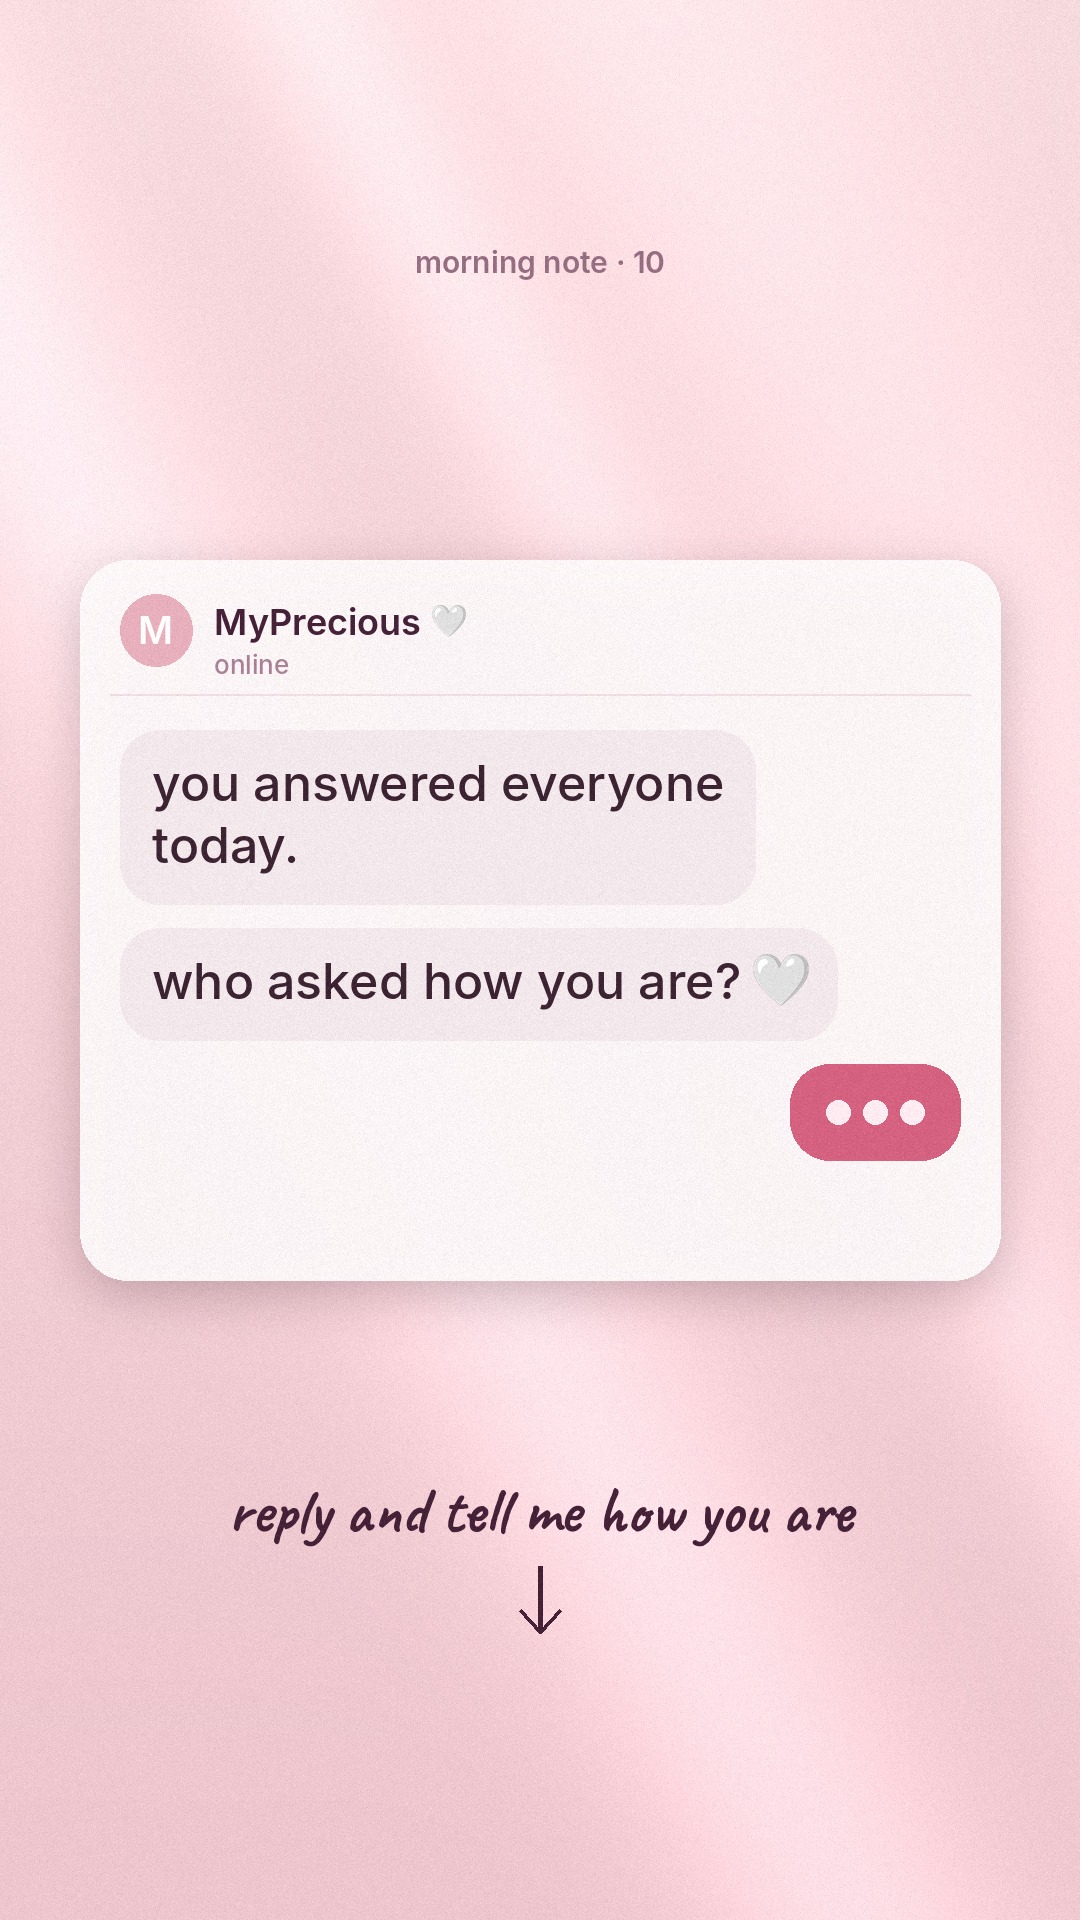 morning note · 10
M
MyPrecious 🤍
online
you answered everyone
today.
who asked how you are? 🤍
reply and tell me how you are